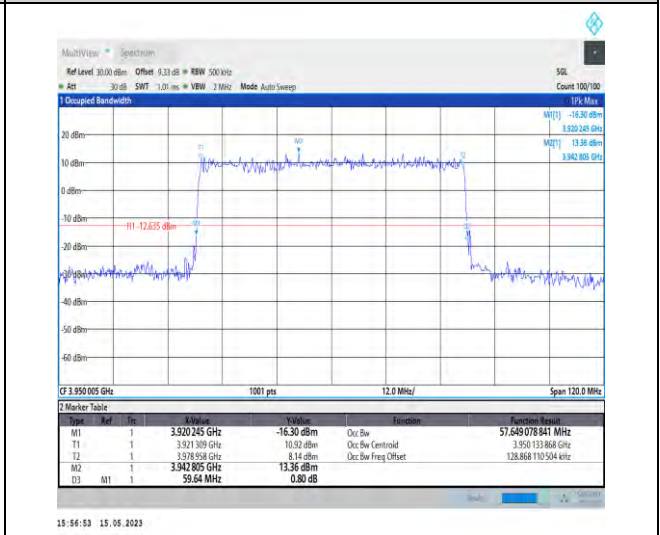 MultiView Spectrum
Ref Level 30.00 dBm Offset 9.33 dB RBW 500 kHz SGL
Att 30 dB SWT 1.01 ms VBW 2 MHz Mode Auto Sweep Count 100/100
1 Occupied Bandwidth 1Pk Max
M1[1] -16.30 dBm
3.920 245 GHz
M2[1] 13.36 dBm
3.942 805 GHz
20 dBm
T1 M2 T2
10 dBm
0 dBm
-10 dBm
H1 -12.635 dBm M1
-20 dBm
-30 dBm
-40 dBm
-50 dBm
-60 dBm
CF 3.950 005 GHz 1001 pts 12.0 MHz/ Span 120.0 MHz
2 Marker Table
Type Ref Trc X-Value Y-Value Function Function Result
M1 1 3.920 245 GHz -16.30 dBm Occ Bw 57.649 078 841 MHz
T1 1 3.921 309 GHz 10.92 dBm Occ Bw Centroid 3.950 133 868 GHz
T2 1 3.978 958 GHz 8.14 dBm Occ Bw Freq Offset 128.868 110 504 kHz
M2 1 3.942 805 GHz 13.36 dBm
D3 M1 1 59.64 MHz 0.80 dB
15:56:53 15.05.2023